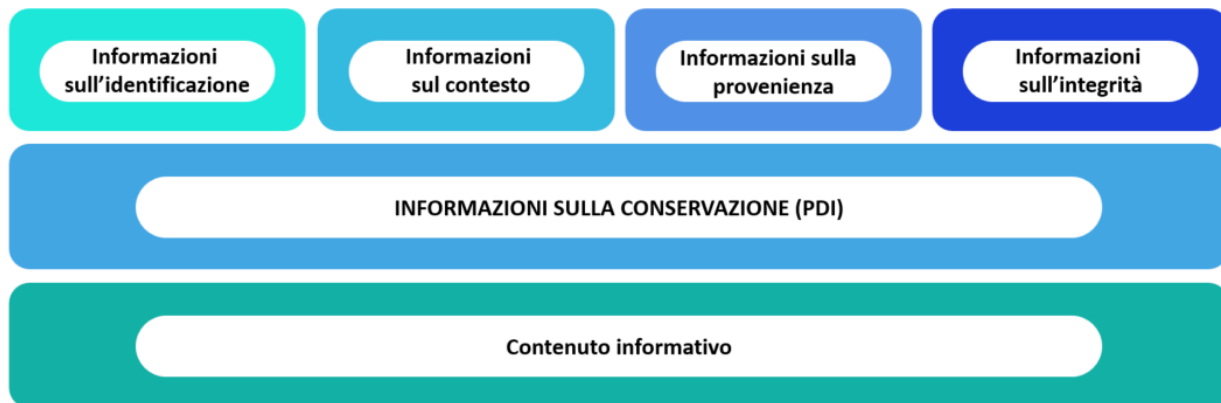 Informazioni
sull’identificazione
Informazioni
sul contesto
Informazioni sulla
provenienza
Informazioni
sull’integrità
INFORMAZIONI SULLA CONSERVAZIONE (PDI)
Contenuto informativo